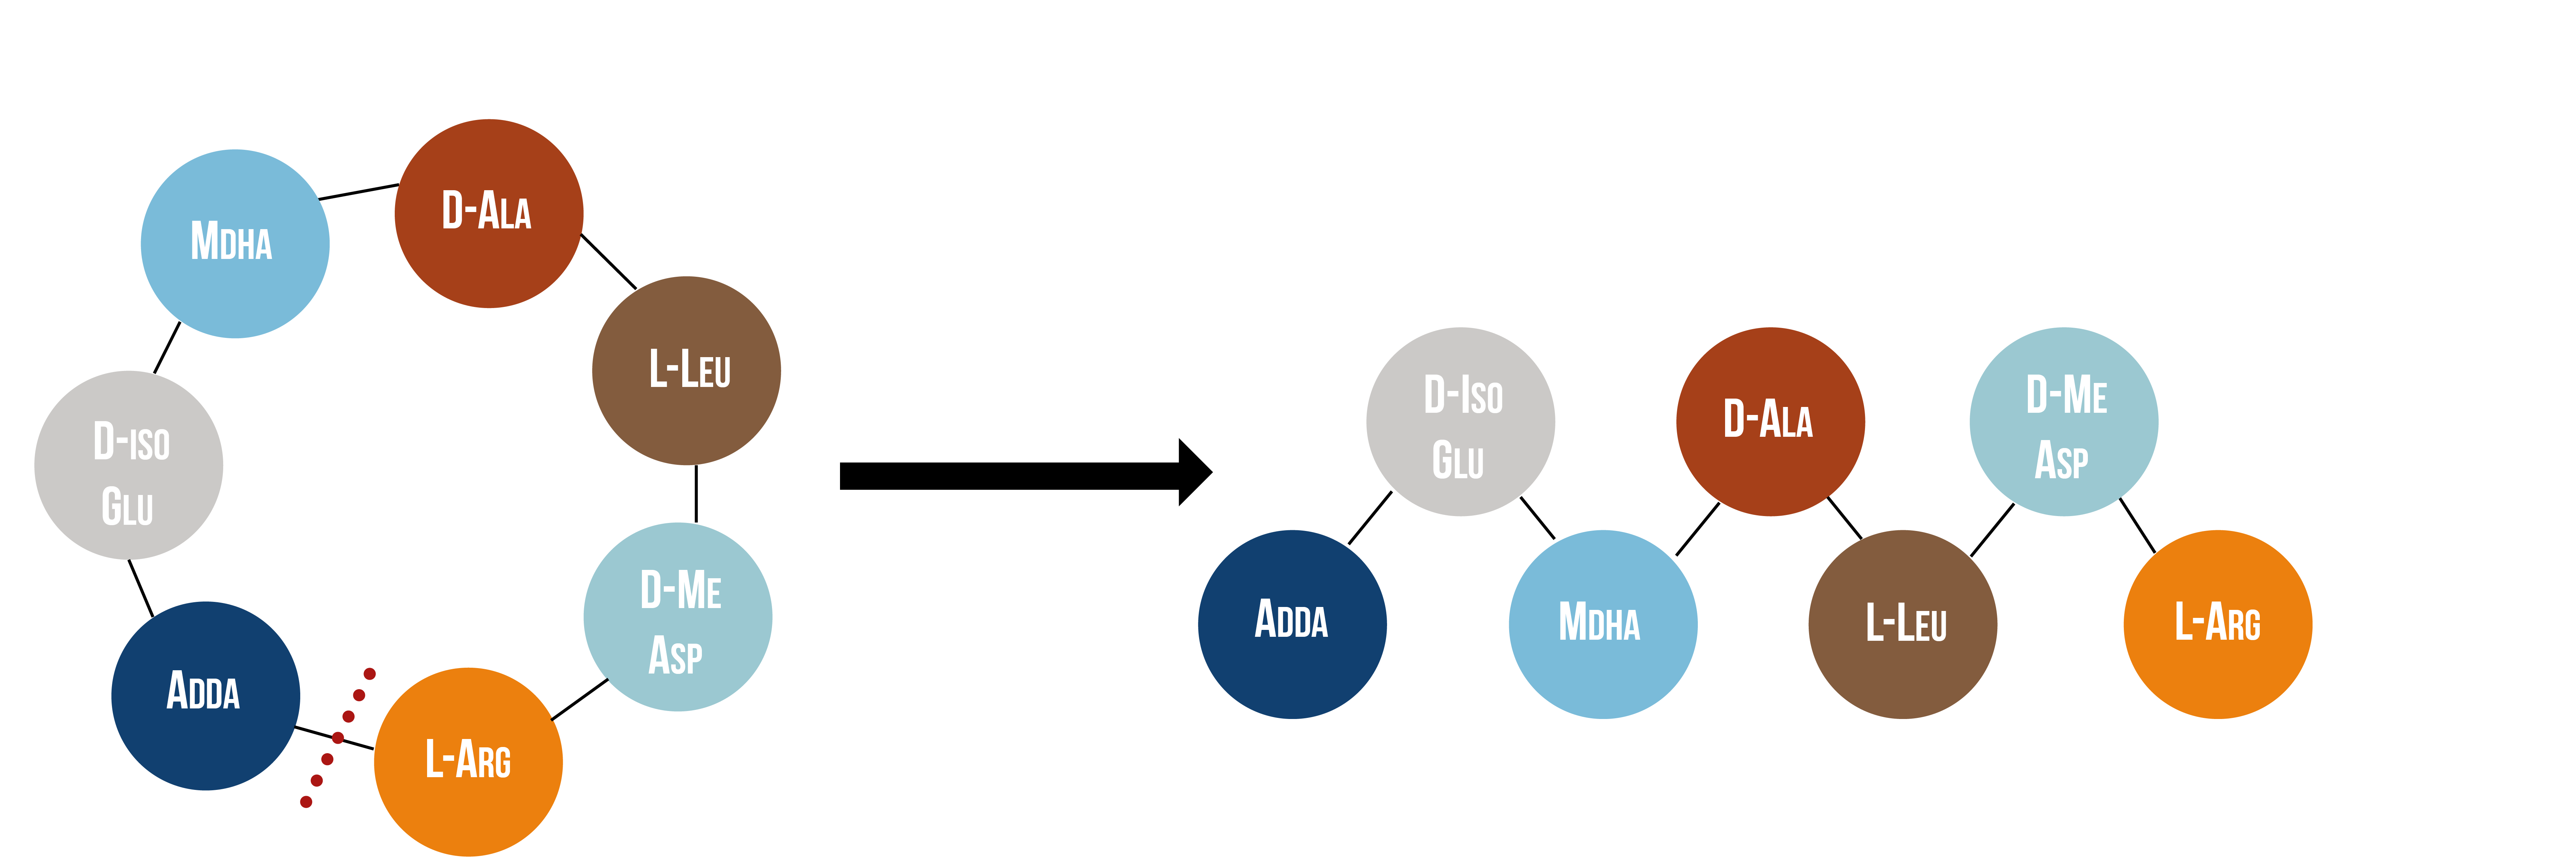 Mdha
D-Ala
L-Leu
D-iso
Glu
D-Me
Asp
Adda
L-Arg
D-Iso
Glu
D-Ala
D-Me
Asp
Adda
Mdha
L-Leu
L-Arg